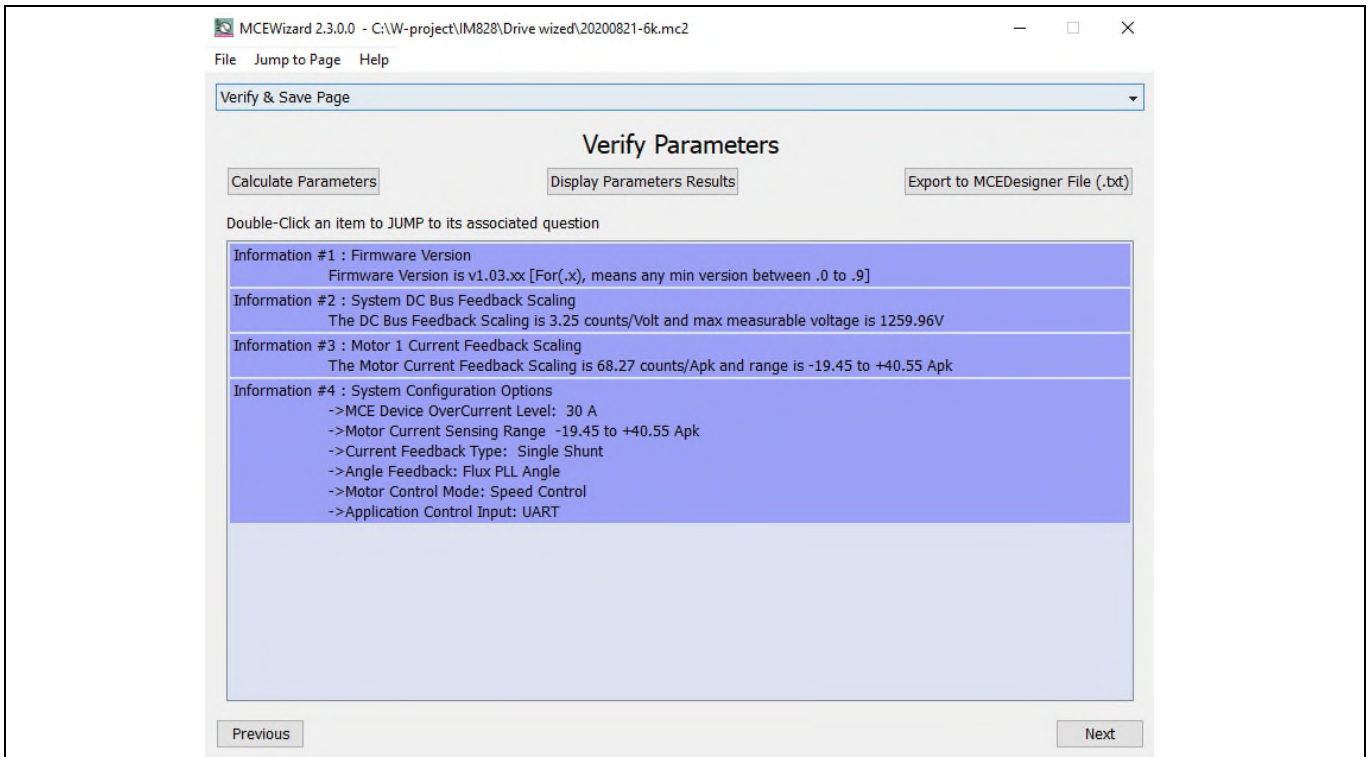 MCEWizard 2.3.0.0 - C:\W-project\IM828\Drive wized\20200821-6k.mc2
File Jump to Page Help
Verify & Save Page
Verify Parameters
Calculate Parameters Display Parameters Results Export to MCEDesigner File (.txt)
Double-Click an item to JUMP to its associated question
Information #1 : Firmware Version
Firmware Version is v1.03.xx [For(.x), means any min version between .0 to .9]
Information #2 : System DC Bus Feedback Scaling
The DC Bus Feedback Scaling is 3.25 counts/Volt and max measurable voltage is 1259.96V
Information #3 : Motor 1 Current Feedback Scaling
The Motor Current Feedback Scaling is 68.27 counts/Apk and range is -19.45 to +40.55 Apk
Information #4 : System Configuration Options
->MCE Device OverCurrent Level: 30 A
->Motor Current Sensing Range -19.45 to +40.55 Apk
->Current Feedback Type: Single Shunt
->Angle Feedback: Flux PLL Angle
->Motor Control Mode: Speed Control
->Application Control Input: UART
Previous Next